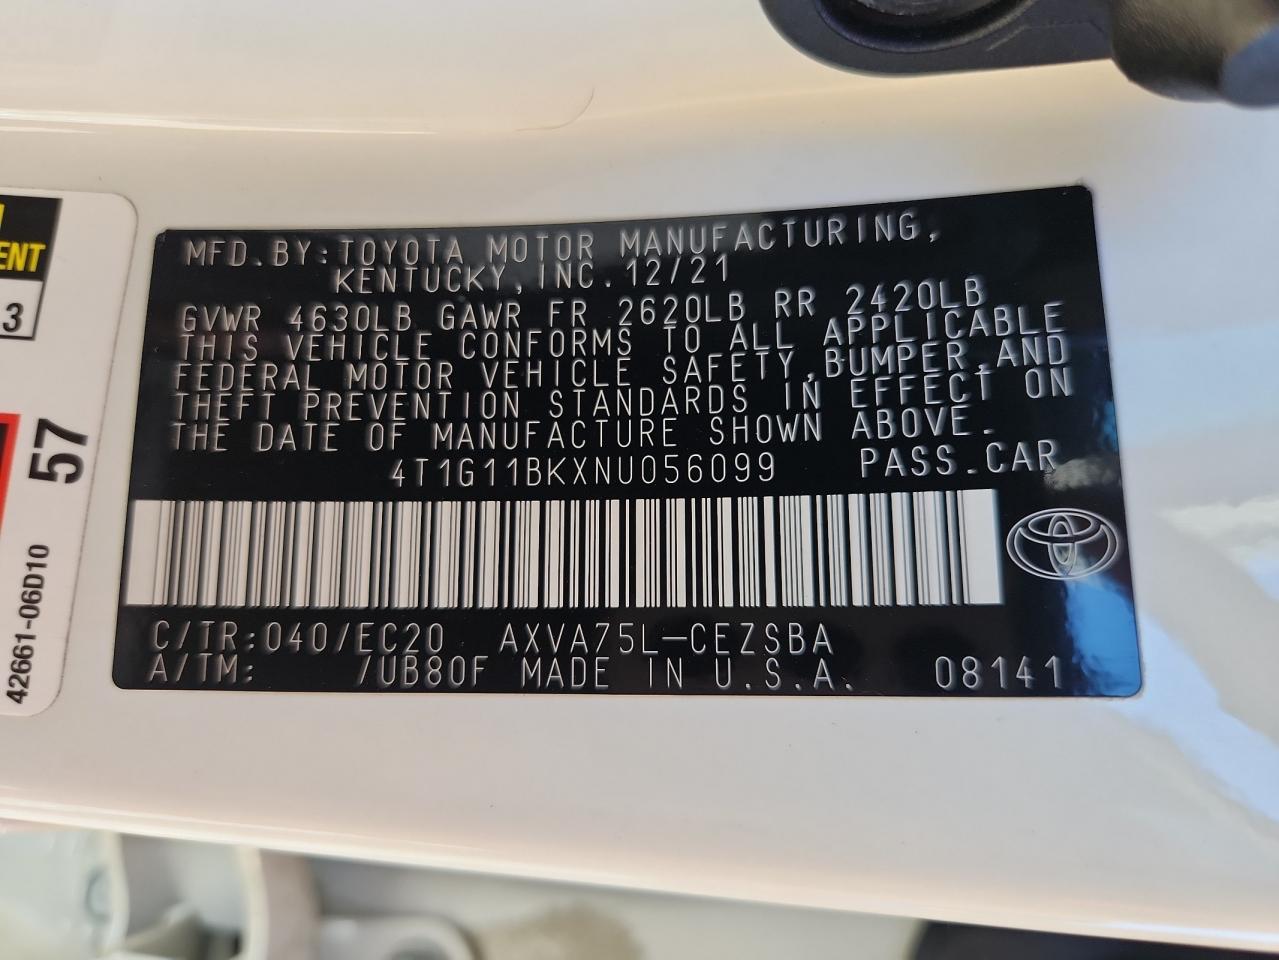 ENT
3
57
42661-06D10
MFD.BY:TOYOTA MOTOR MANUFACTURING,
KENTUCKY,INC.12/21
GVWR 4630LB GAWR FR 2620LB RR 2420LB
THIS VEHICLE CONFORMS TO ALL APPLICABLE
FEDERAL MOTOR VEHICLE SAFETY,BUMPER,AND
THEFT PREVENTION STANDARDS IN EFFECT ON
THE DATE OF MANUFACTURE SHOWN ABOVE.
4T1G11BKXNU056099 PASS.CAR
C/TR:040/EC20 AXVA75L-CEZSBA
A/TM: /UB80F MADE IN U.S.A. 08141